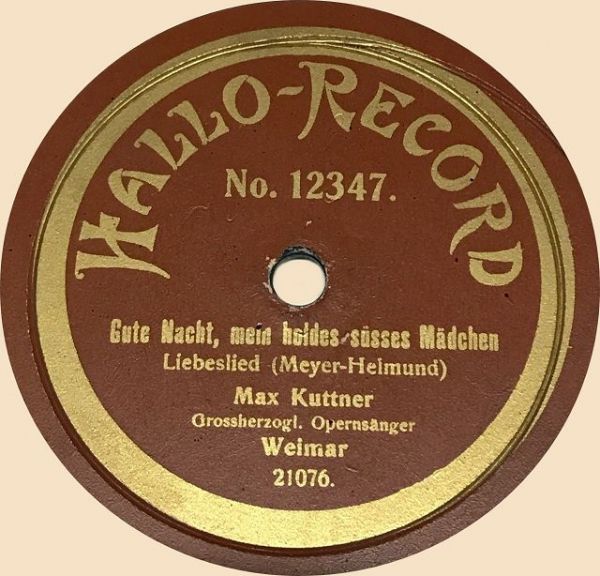 HALLO-RECORD
No. 12347.
Gute Nacht, mein holdes süsses Mädchen
Liebeslied (Meyer-Helmund)
Max Kuttner
Grossherzogl. Opernsänger
Weimar
21076.